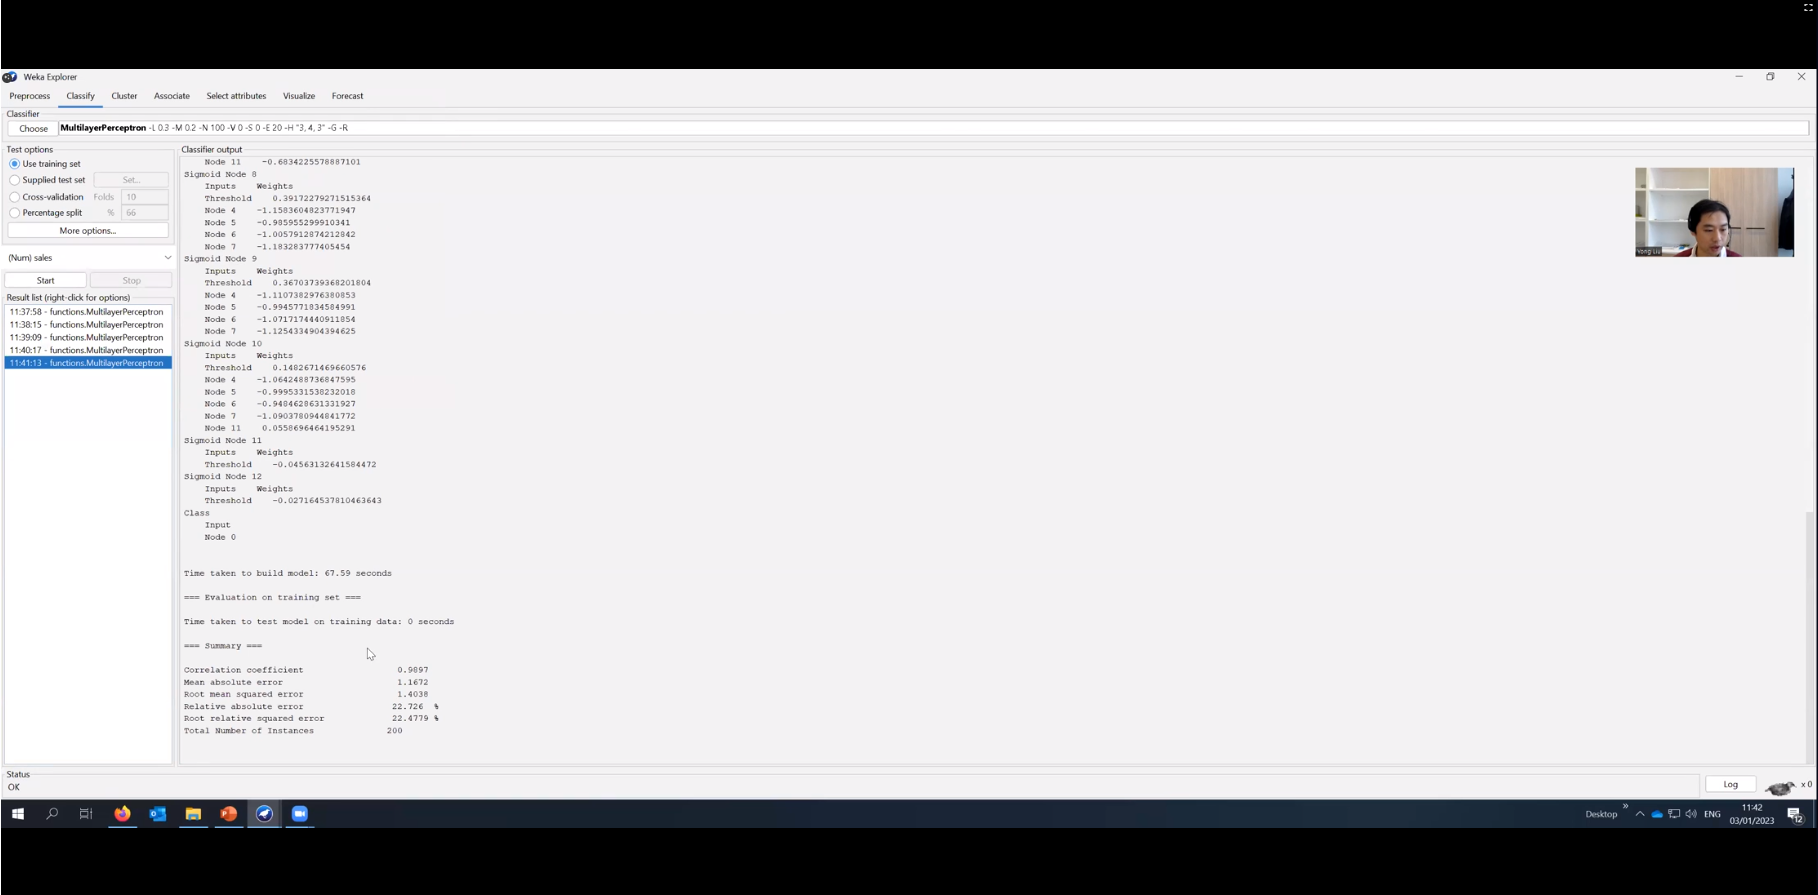 Weka Explorer
Preprocess Classify Cluster Associate Select attributes Visualize Forecast
Classifier
Choose MultilayerPerceptron -L 0.3 -M 0.2 -N 100 -V 0 -S 0 -E 20 -H "3, 4, 3" -G -R
Test options
Use training set
Supplied test set Set...
Cross-validation Folds 10
Percentage split % 66
More options...
(Num) sales
Start Stop
Result list (right-click for options)
11:37:58 - functions.MultilayerPerceptron
11:38:15 - functions.MultilayerPerceptron
11:39:09 - functions.MultilayerPerceptron
11:40:17 - functions.MultilayerPerceptron
11:41:13 - functions.MultilayerPerceptron
Classifier output
Node 11 -0.6834225578887101
Sigmoid Node 8
Inputs Weights
Threshold 0.39172279271515364
Node 4 -1.1583604823771947
Node 5 -0.985955299910341
Node 6 -1.0057912874212842
Node 7 -1.183283777405454
Sigmoid Node 9
Inputs Weights
Threshold 0.36703739368201804
Node 4 -1.1107382976380853
Node 5 -0.9945771834584991
Node 6 -1.0717174440911854
Node 7 -1.1254334904394625
Sigmoid Node 10
Inputs Weights
Threshold 0.1482671469660576
Node 4 -1.0642488736847595
Node 5 -0.9995331538232018
Node 6 -0.9484628631331927
Node 7 -1.0903780944841772
Node 11 0.0558696464195291
Sigmoid Node 11
Inputs Weights
Threshold -0.04563132641584472
Sigmoid Node 12
Inputs Weights
Threshold -0.027164537810463643
Class
Input
Node 0
Time taken to build model: 67.59 seconds
=== Evaluation on training set ===
Time taken to test model on training data: 0 seconds
=== Summary ===
Correlation coefficient 0.9897
Mean absolute error 1.1672
Root mean squared error 1.4038
Relative absolute error 22.726 %
Root relative squared error 22.4779 %
Total Number of Instances 200
Yong Liu
Status
OK
Log x 0
Desktop ENG 11:42
03/01/2023
12